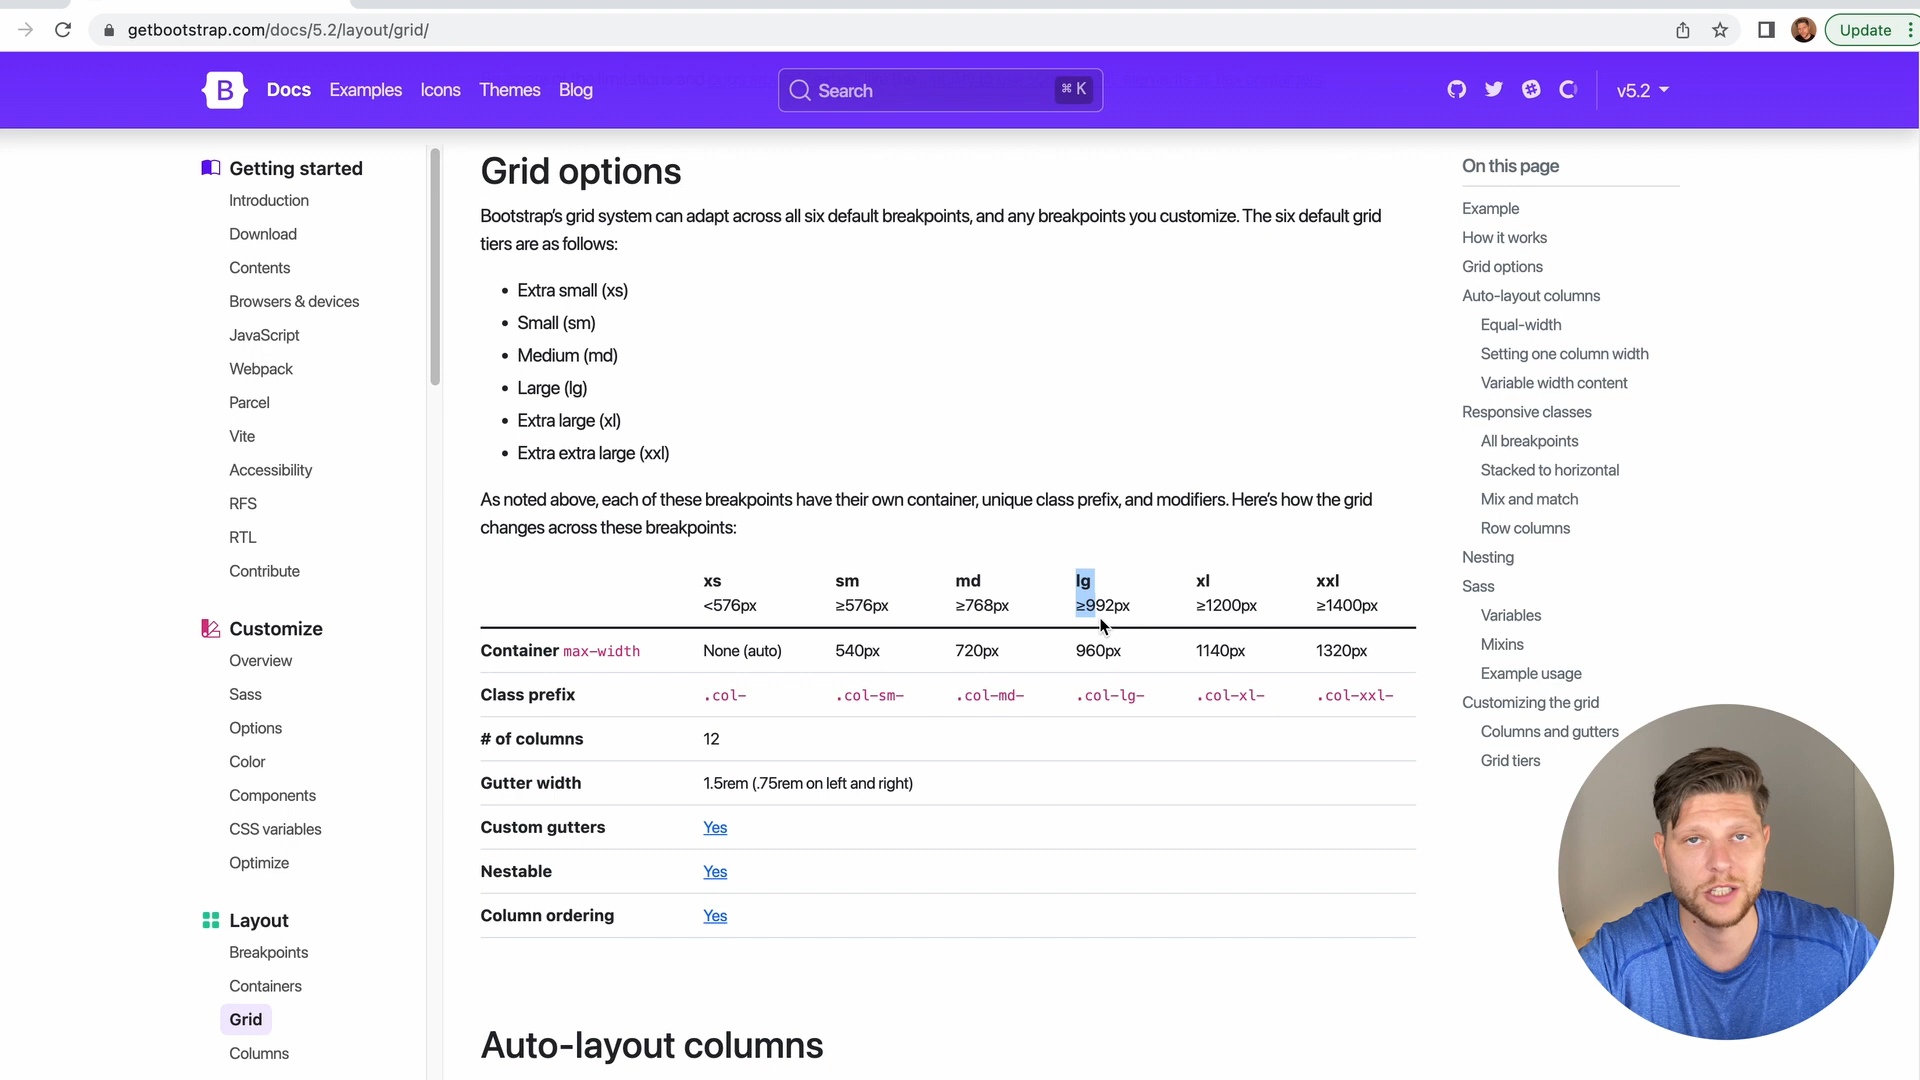 getbootstrap.com/docs/5.2/layout/grid/
Update
B
Docs
Examples
Icons
Themes
Blog
Search
⌘ K
v5.2
Getting started
Introduction
Download
Contents
Browsers & devices
JavaScript
Webpack
Parcel
Vite
Accessibility
RFS
RTL
Contribute
Customize
Overview
Sass
Options
Color
Components
CSS variables
Optimize
Layout
Breakpoints
Containers
Grid
Columns
Grid options
Bootstrap’s grid system can adapt across all six default breakpoints, and any breakpoints you customize. The six default grid
tiers are as follows:
• Extra small (xs)
• Small (sm)
• Medium (md)
• Large (lg)
• Extra large (xl)
• Extra extra large (xxl)
As noted above, each of these breakpoints have their own container, unique class prefix, and modifiers. Here’s how the grid
changes across these breakpoints:
xs sm md lg xl xxl
<576px ≥576px ≥768px ≥992px ≥1200px ≥1400px
Container max-width None (auto) 540px 720px 960px 1140px 1320px
Class prefix .col- .col-sm- .col-md- .col-lg- .col-xl- .col-xxl-
# of columns 12
Gutter width 1.5rem (.75rem on left and right)
Custom gutters Yes
Nestable Yes
Column ordering Yes
Auto-layout columns
On this page
Example
How it works
Grid options
Auto-layout columns
Equal-width
Setting one column width
Variable width content
Responsive classes
All breakpoints
Stacked to horizontal
Mix and match
Row columns
Nesting
Sass
Variables
Mixins
Example usage
Customizing the grid
Columns and gutters
Grid tiers